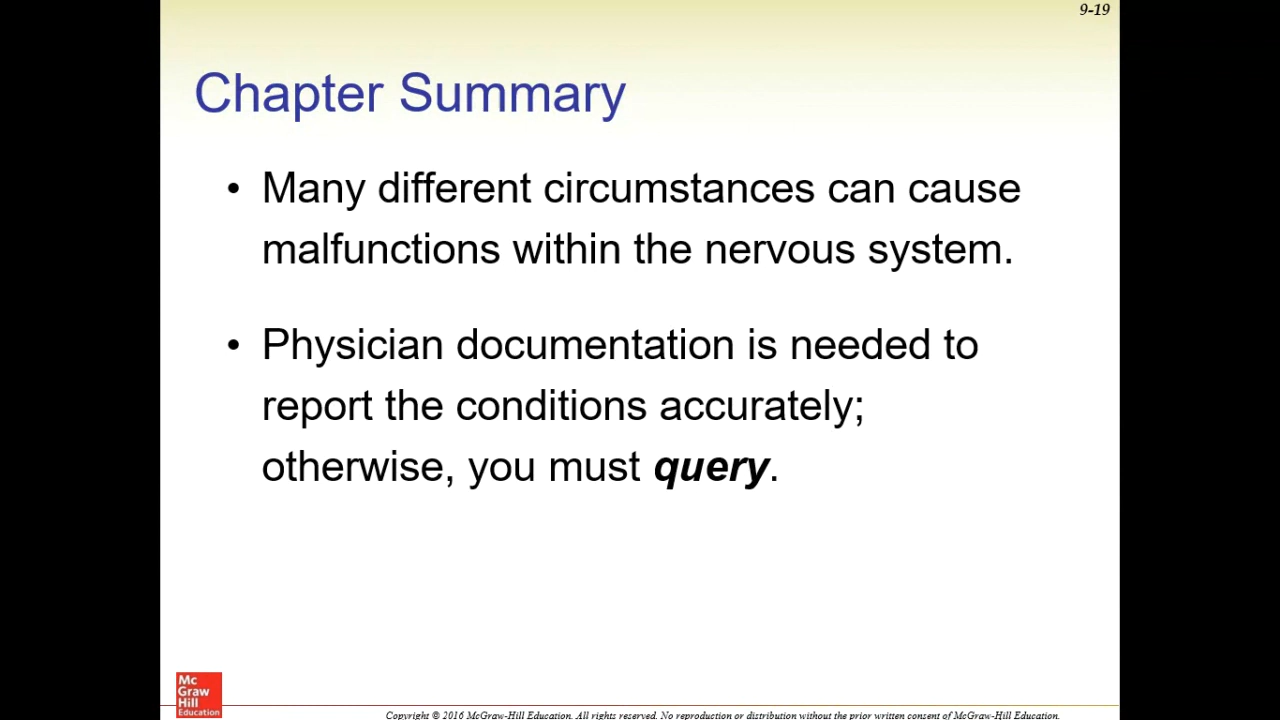 9-19
Chapter Summary
• Many different circumstances can cause
malfunctions within the nervous system.
• Physician documentation is needed to
report the conditions accurately;
otherwise, you must query.
Mc
Graw
Hill
Education
Copyright © 2016 McGraw-Hill Education. All rights reserved. No reproduction or distribution without the prior written consent of McGraw-Hill Education.